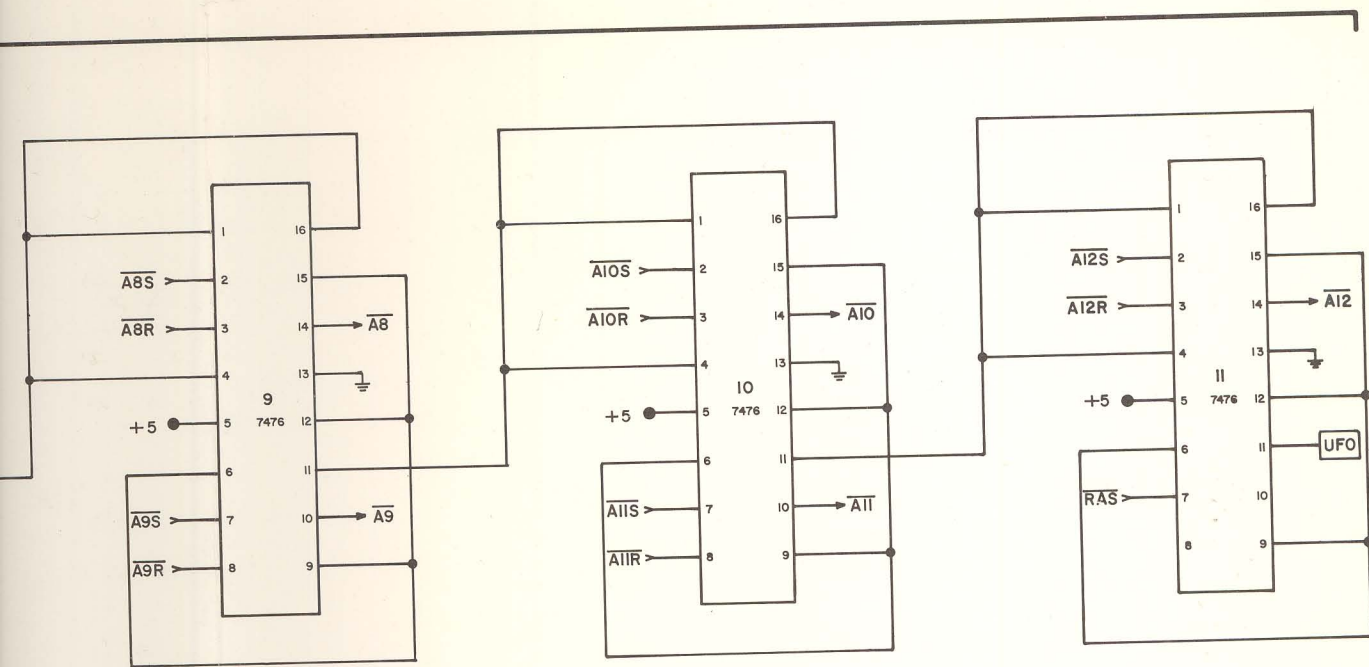 1 16
A8S 2 15
A8R 3 14 A8
4 13
9
+5 5 7476 12
6 11
A9S 7 10 A9
A9R 8 9
1 16
A10S 2 15
A10R 3 14 A10
4 13
10
+5 5 7476 12
6 11
A11S 7 10 A11
A11R 8 9
1 16
A12S 2 15
A12R 3 14 A12
4 13
11
+5 5 7476 12
6 11 UFO
RAS 7 10
8 9